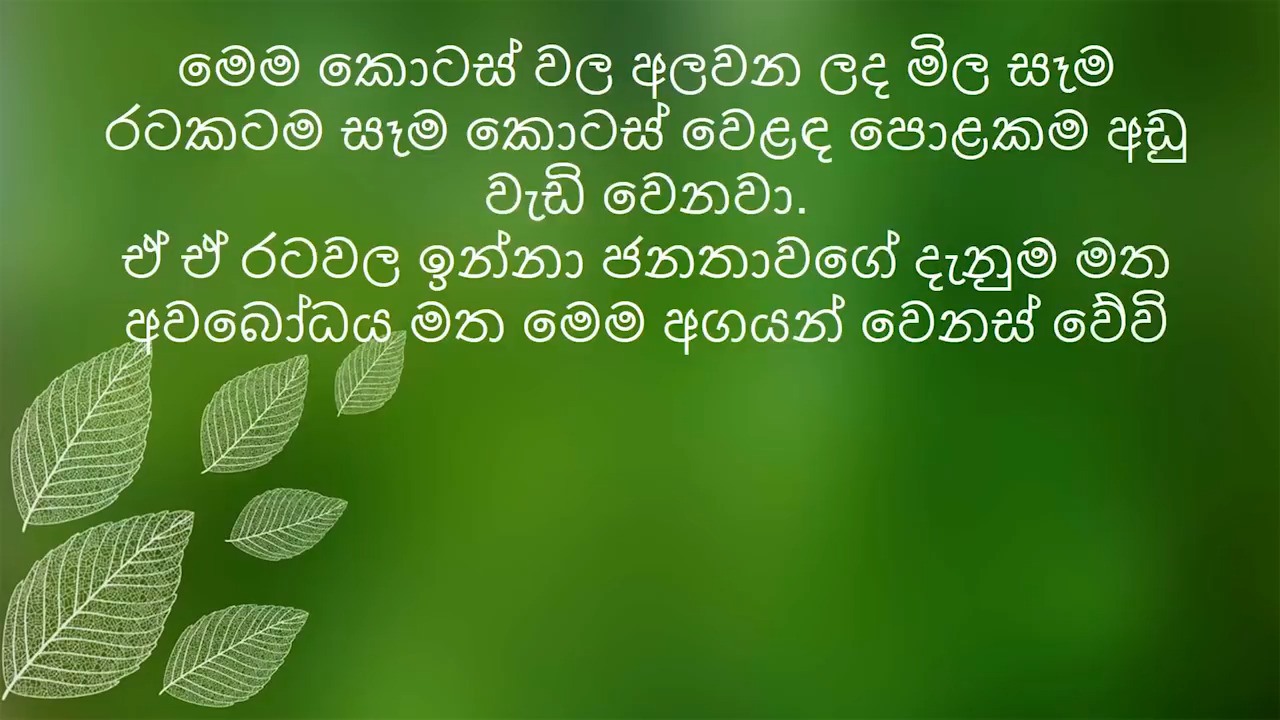 මෙම කොටස් වල අලවන ලද මිල සෑම
රටකටම සෑම කොටස් වෙළඳ පොළකම අඩු
වැඩි වෙනවා.
ඒ ඒ රටවල ඉන්නා ජනතාවගේ දැනුම මත
අවබෝධය මත මෙම අගයන් වෙනස් වේවි